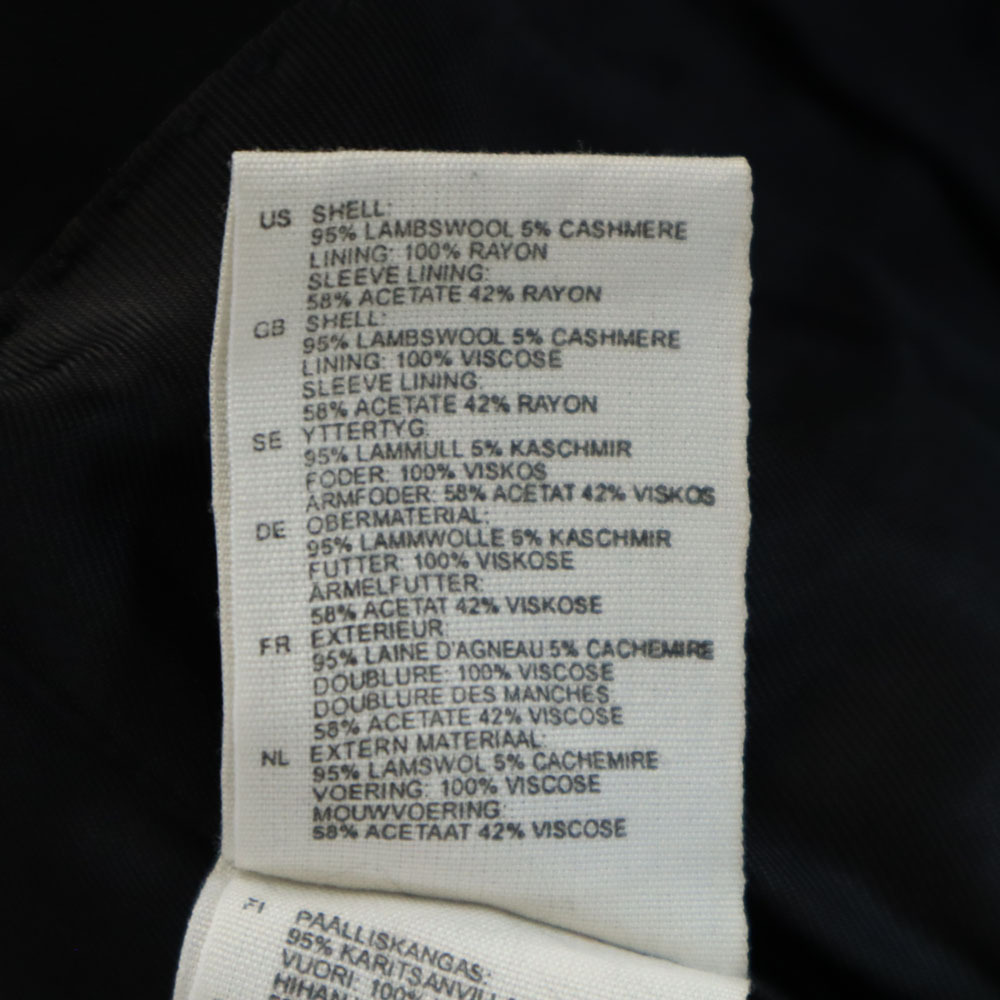 US SHELL:
95% LAMBSWOOL 5% CASHMERE
LINING: 100% RAYON
SLEEVE LINING:
58% ACETATE 42% RAYON
GB SHELL:
95% LAMBSWOOL 5% CASHMERE
LINING: 100% VISCOSE
SLEEVE LINING:
58% ACETATE 42% RAYON
SE YTTERTYG:
95% LAMMULL 5% KASCHMIR
FODER: 100% VISKOS
ARMFODER: 58% ACETAT 42% VISKOS
DE OBERMATERIAL:
95% LAMMWOLLE 5% KASCHMIR
FUTTER: 100% VISKOSE
ÄRMELFUTTER:
58% ACETAT 42% VISKOSE
FR EXTERIEUR:
95% LAINE D'AGNEAU 5% CACHEMIRE
DOUBLURE: 100% VISCOSE
DOUBLURE DES MANCHES
58% ACETATE 42% VISCOSE
NL EXTERN MATERIAAL:
95% LAMSWOL 5% CACHEMIRE
VOERING: 100% VISCOSE
MOUWVOERING:
58% ACETAAT 42% VISCOSE
FI PÄÄLLISKANGAS:
95%
VUORI: 100%